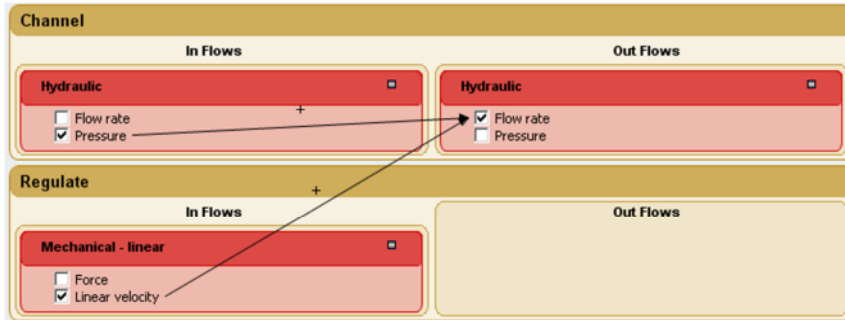 Channel
In Flows
Out Flows
Hydraulic
Flow rate
Pressure
Hydraulic
Flow rate
Pressure
Regulate
In Flows
Out Flows
Mechanical - linear
Force
Linear velocity